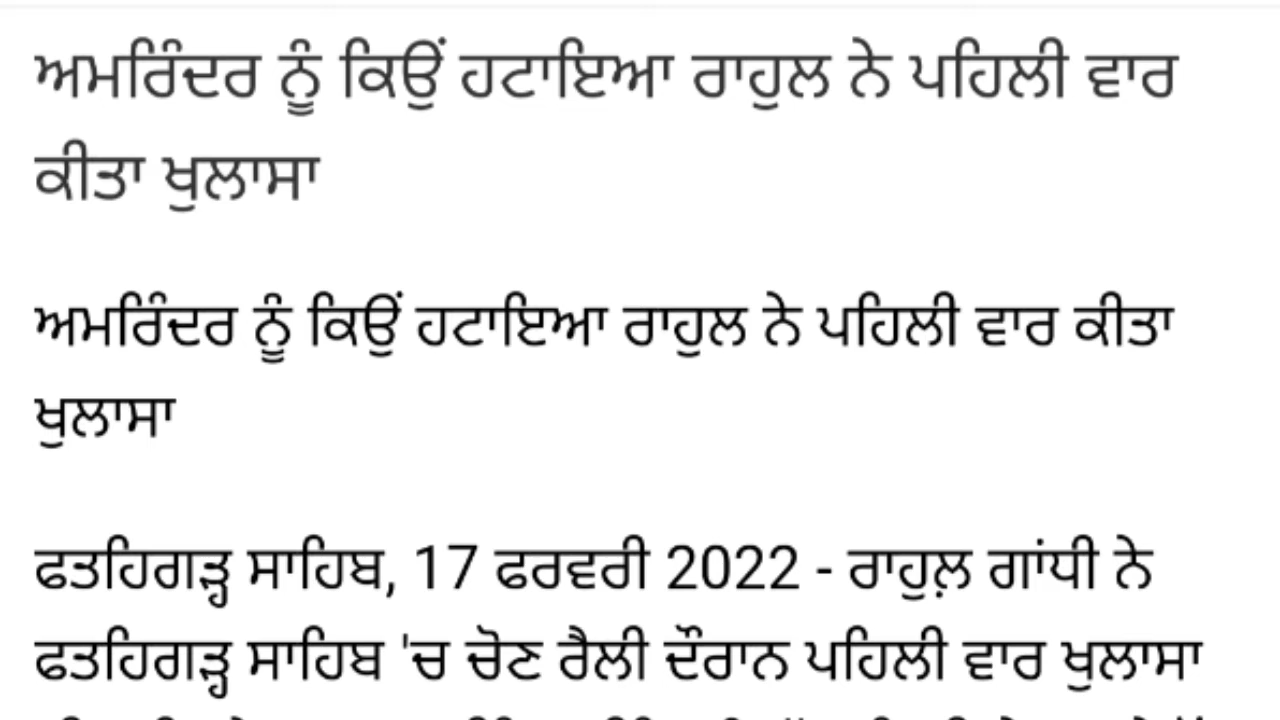 ਅਮਰਿੰਦਰ ਨੂੰ ਕਿਉਂ ਹਟਾਇਆ ਰਾਹੁਲ ਨੇ ਪਹਿਲੀ ਵਾਰ
ਕੀਤਾ ਖੁਲਾਸਾ
ਅਮਰਿੰਦਰ ਨੂੰ ਕਿਉਂ ਹਟਾਇਆ ਰਾਹੁਲ ਨੇ ਪਹਿਲੀ ਵਾਰ ਕੀਤਾ
ਖੁਲਾਸਾ
ਫਤਹਿਗੜ੍ਹ ਸਾਹਿਬ, 17 ਫਰਵਰੀ 2022 - ਰਾਹੁਲ਼ ਗਾਂਧੀ ਨੇ
ਫਤਹਿਗੜ੍ਹ ਸਾਹਿਬ 'ਚ ਚੋਣ ਰੈਲੀ ਦੌਰਾਨ ਪਹਿਲੀ ਵਾਰ ਖੁਲਾਸਾ